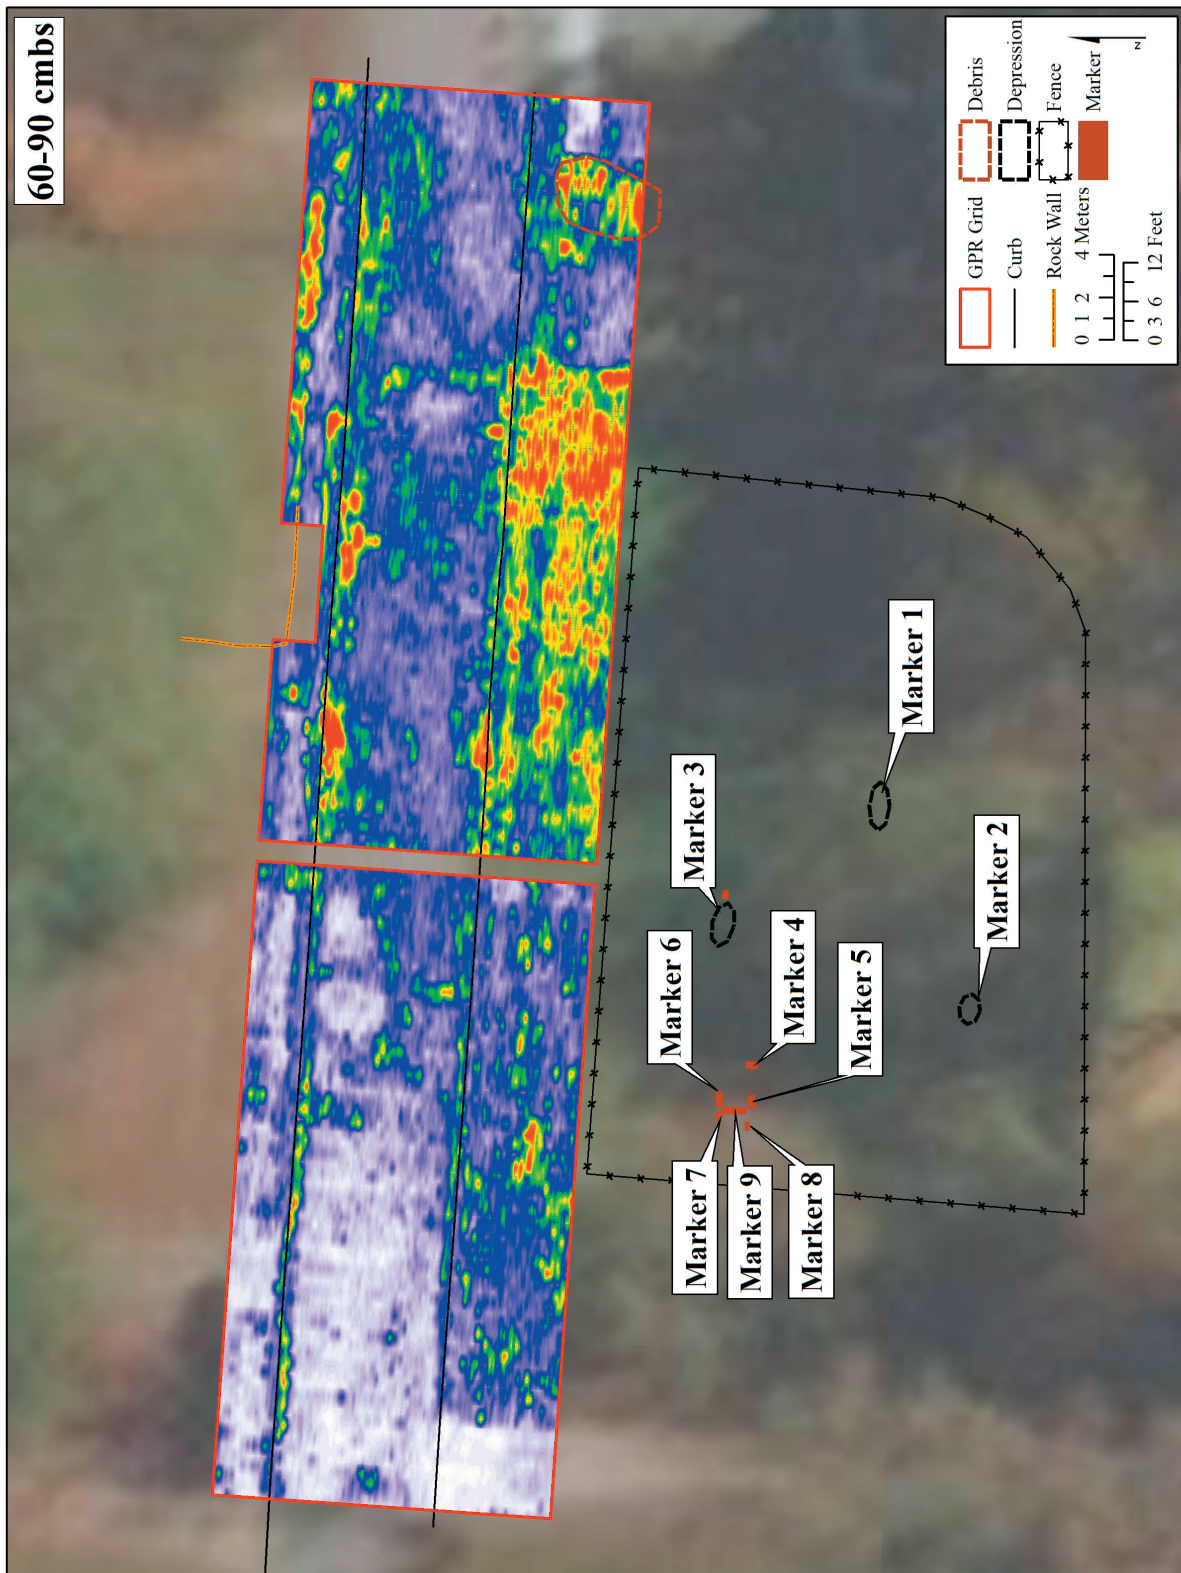 60-90 cmbs
Marker 7
Marker 9
Marker 8
Marker 6
Marker 4
Marker 5
Marker 3
Marker 2
Marker 1
GPR Grid
Debris
Curb
Depression
Rock Wall
Fence
0 1 2 4 Meters
Marker
0 3 6 12 Feet
N